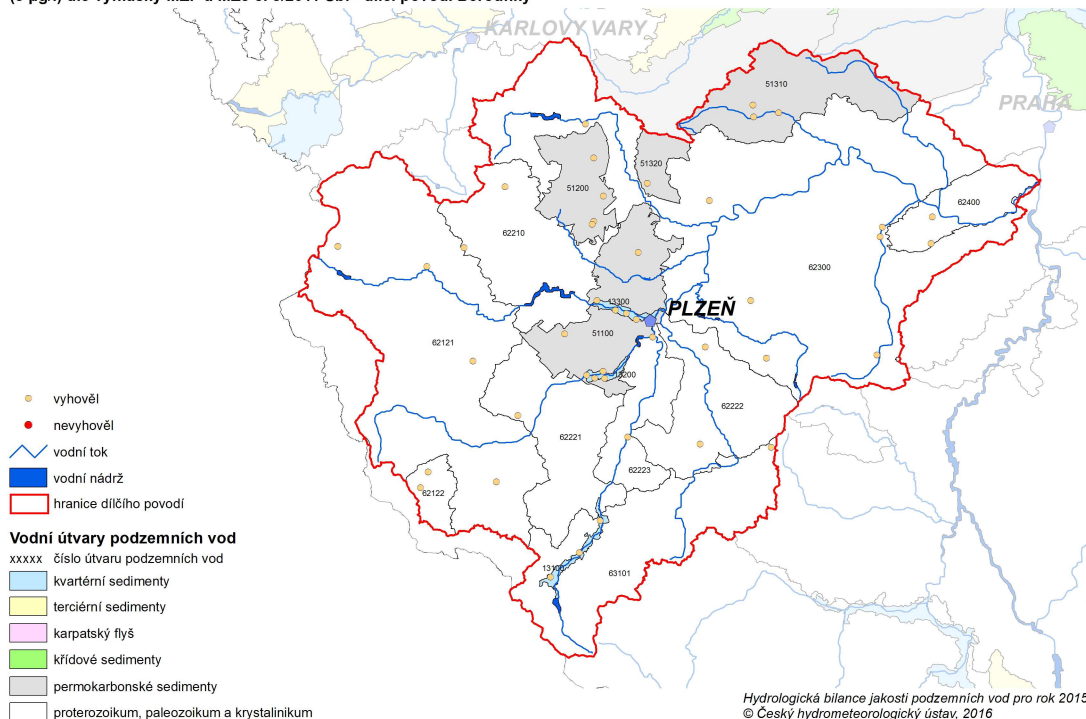 KARLOVY VARY
PRAHA
51310
51320
51200
62400
62210
62300
13300
PLZEŇ
51100
62121
13200
62222
62221
62223
62122
13100
63101
vyhověl
nevyhověl
vodní tok
vodní nádrž
hranice dílčího povodí
Vodní útvary podzemních vod
xxxxx číslo útvaru podzemních vod
kvartérní sedimenty
terciérní sedimenty
karpatský flyš
křídové sedimenty
permokarbonské sedimenty
proterozoikum, paleozoikum a krystalinikum
Hydrologická bilance jakosti podzemních vod pro rok 2015
© Český hydrometeorologický ústav, 2016